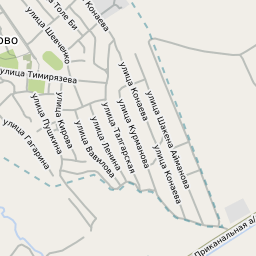 улица Толе Би
Конаева
улица Шевченко
ово
улица Тимирязева
улица Конаева
улица Шакена Айманова
улица Курманова
улица Конаева
улица Талгарская
улица Ленина
улица Вавилова
улица Кирова
улица Пушкина
улица Гагарина
Приканальная а/